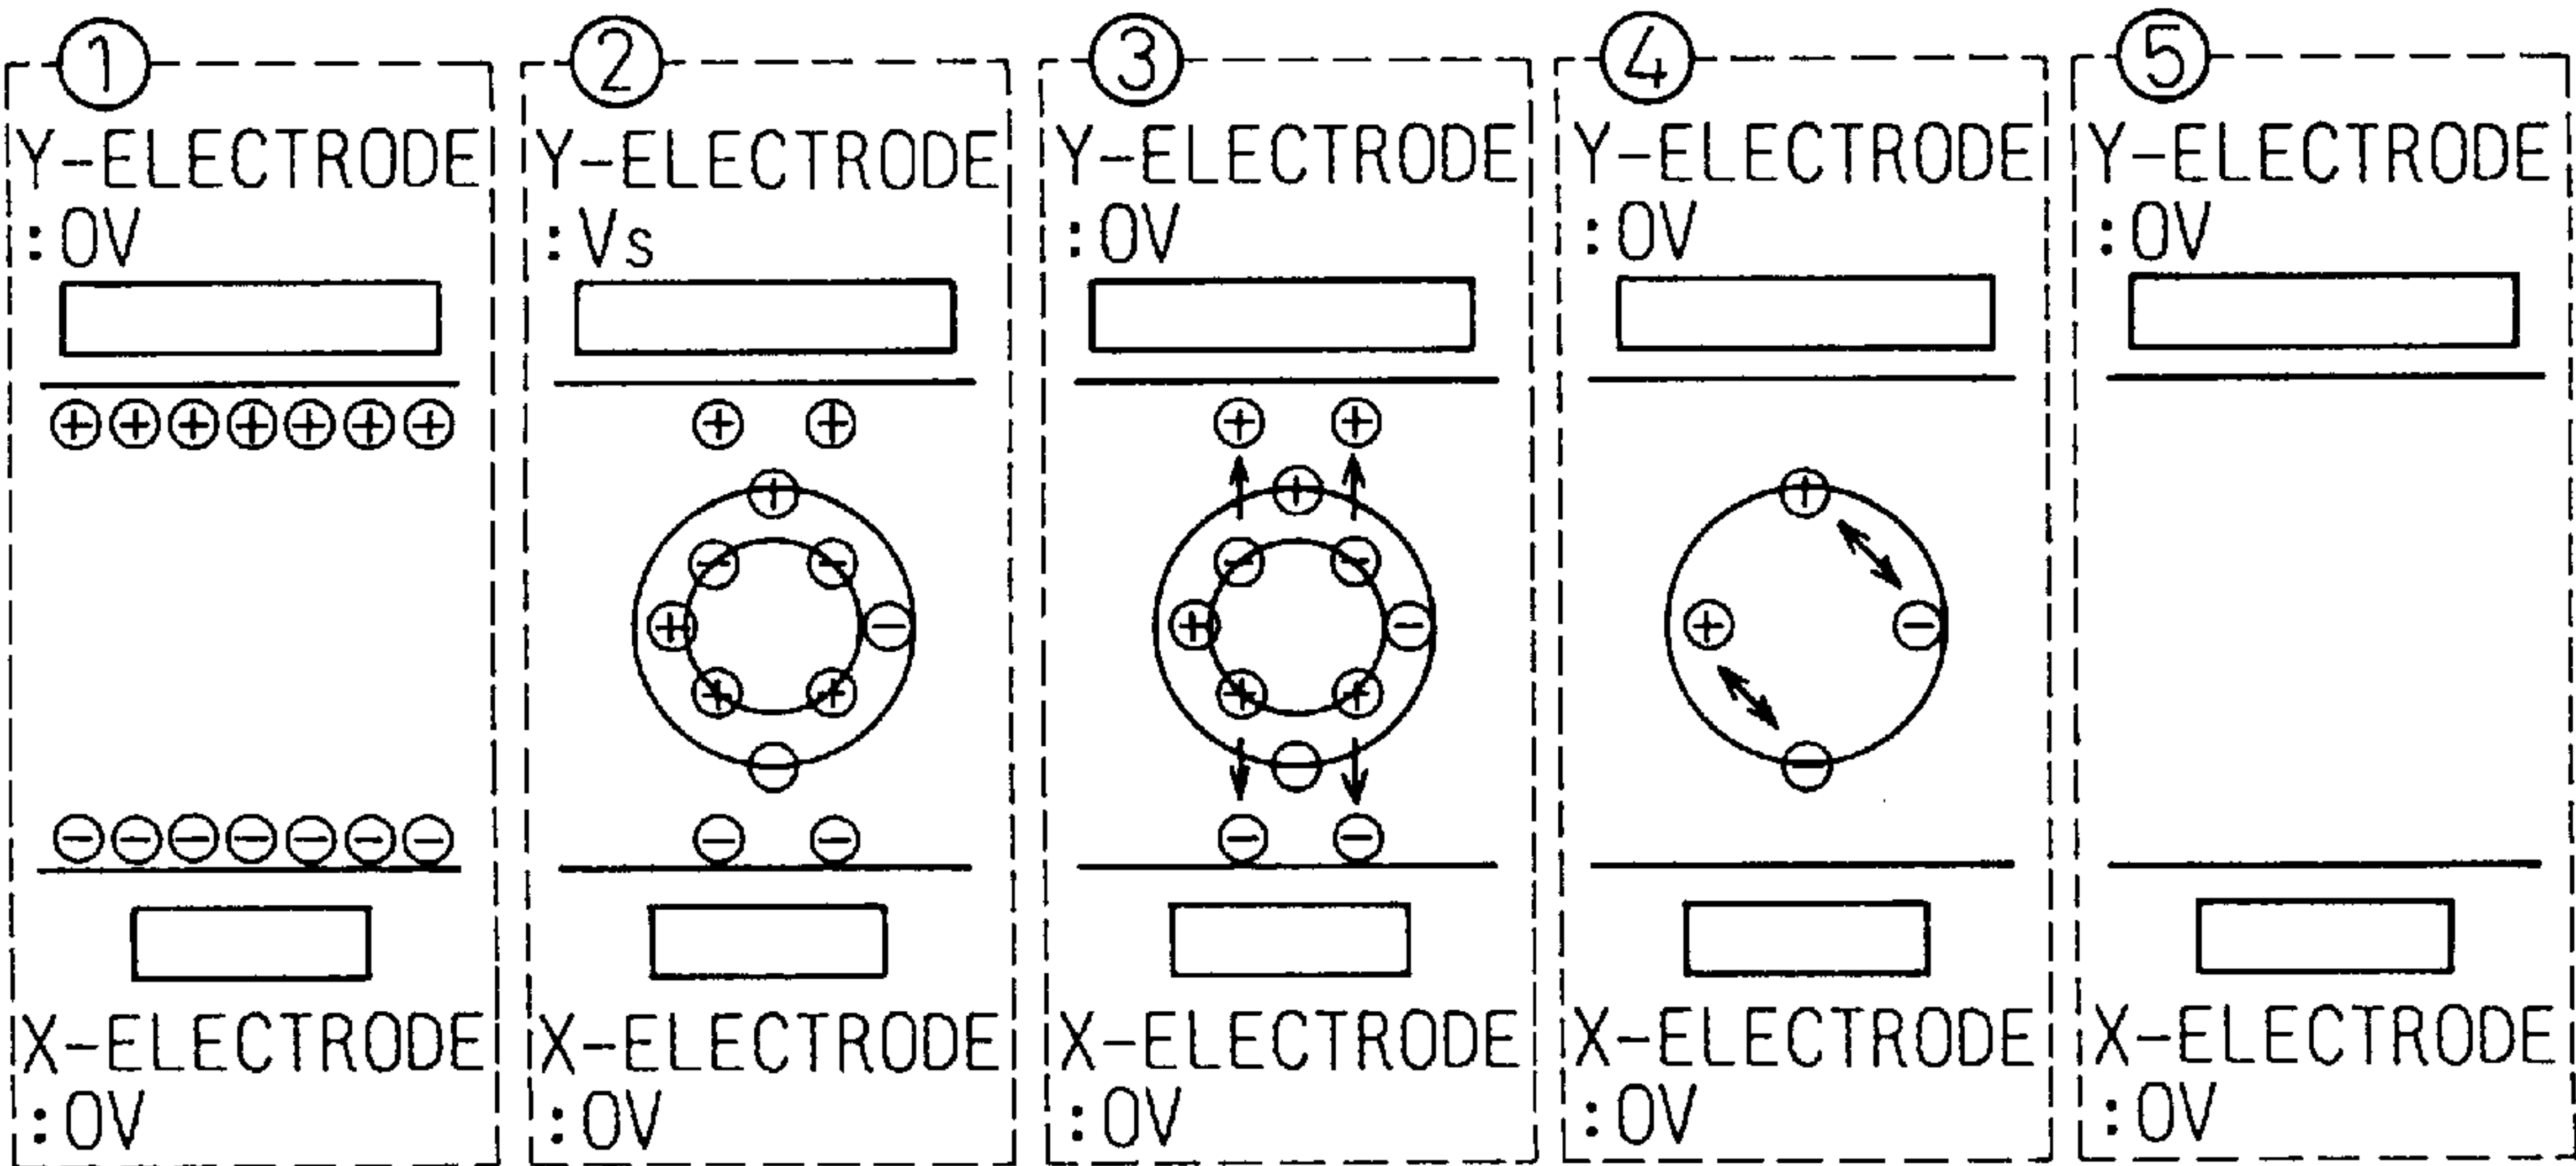 ①
Y-ELECTRODE
:0V
X-ELECTRODE
:0V
②
Y-ELECTRODE
:Vs
X-ELECTRODE
:0V
③
Y-ELECTRODE
:0V
X-ELECTRODE
:0V
④
Y-ELECTRODE
:0V
X-ELECTRODE
:0V
⑤
Y-ELECTRODE
:0V
X-ELECTRODE
:0V